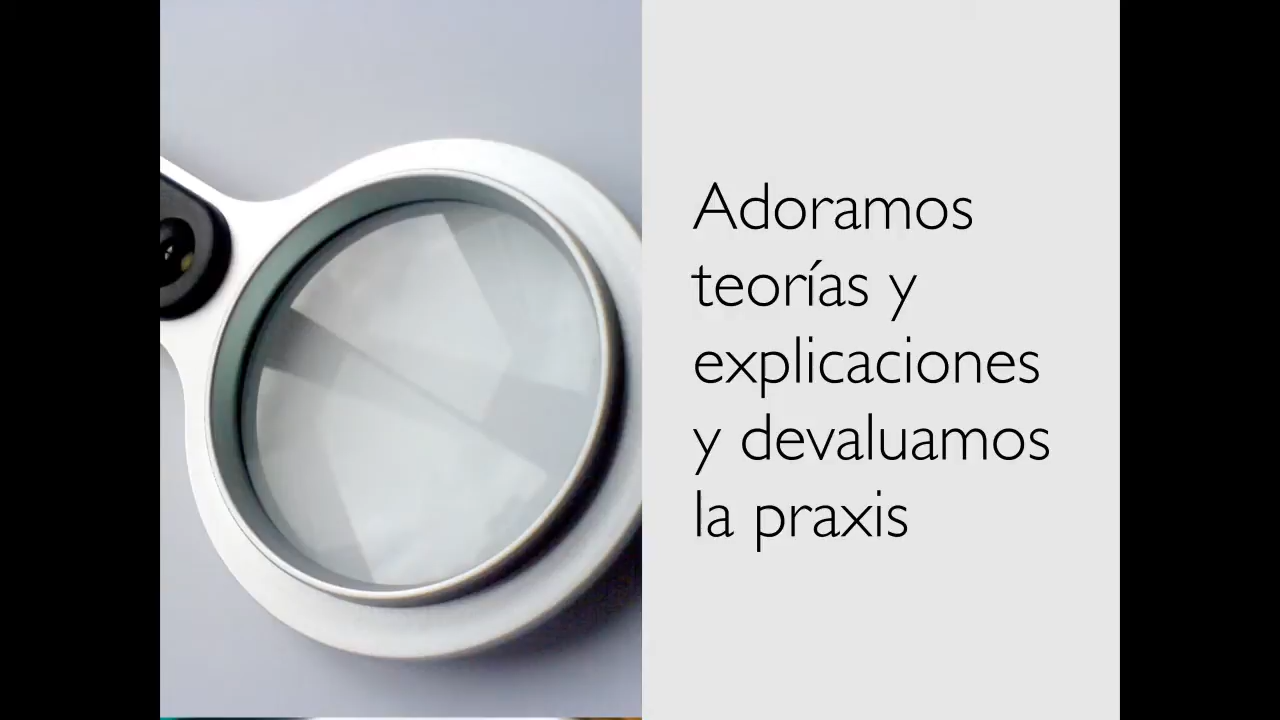 Adoramos
teorías y
explicaciones
y devaluamos
la praxis